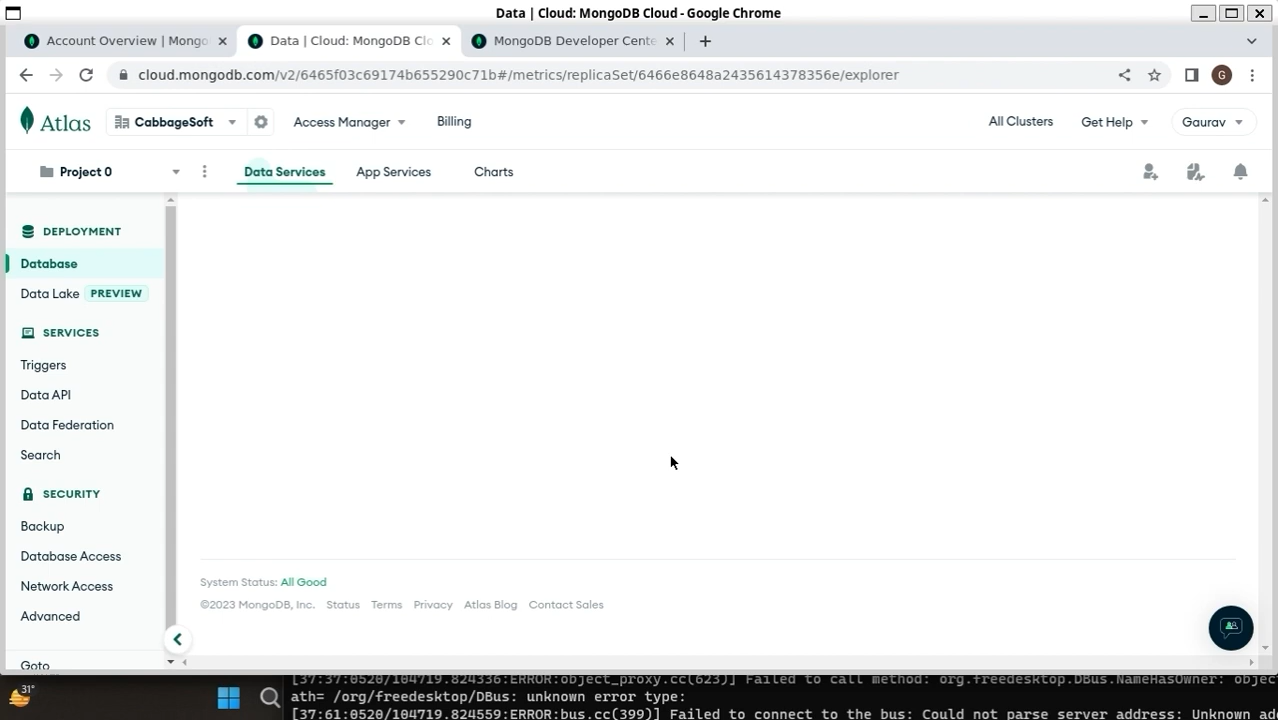 Data | Cloud: MongoDB Cloud - Google Chrome
Account Overview | Mongo
Data | Cloud: MongoDB Clo
MongoDB Developer Cente
cloud.mongodb.com/v2/6465f03c69174b655290c71b#/metrics/replicaSet/6466e8648a2435614378356e/explorer
G
Atlas
CabbageSoft
Access Manager
Billing
All Clusters
Get Help
Gaurav
Project 0
Data Services
App Services
Charts
DEPLOYMENT
Database
Data Lake PREVIEW
SERVICES
Triggers
Data API
Data Federation
Search
SECURITY
Backup
Database Access
Network Access
Advanced
Goto
System Status: All Good
©2023 MongoDB, Inc. Status Terms Privacy Atlas Blog Contact Sales
31°
[37:37:0520/104719.824336:ERROR:object_proxy.cc(623)] Failed to call method: org.freedesktop.DBus.NameHasOwner: objec
ath= /org/freedesktop/DBus: unknown error type:
[37:61:0520/104719.824559:ERROR:bus.cc(399)] Failed to connect to the bus: Could not parse server address: Unknown ad